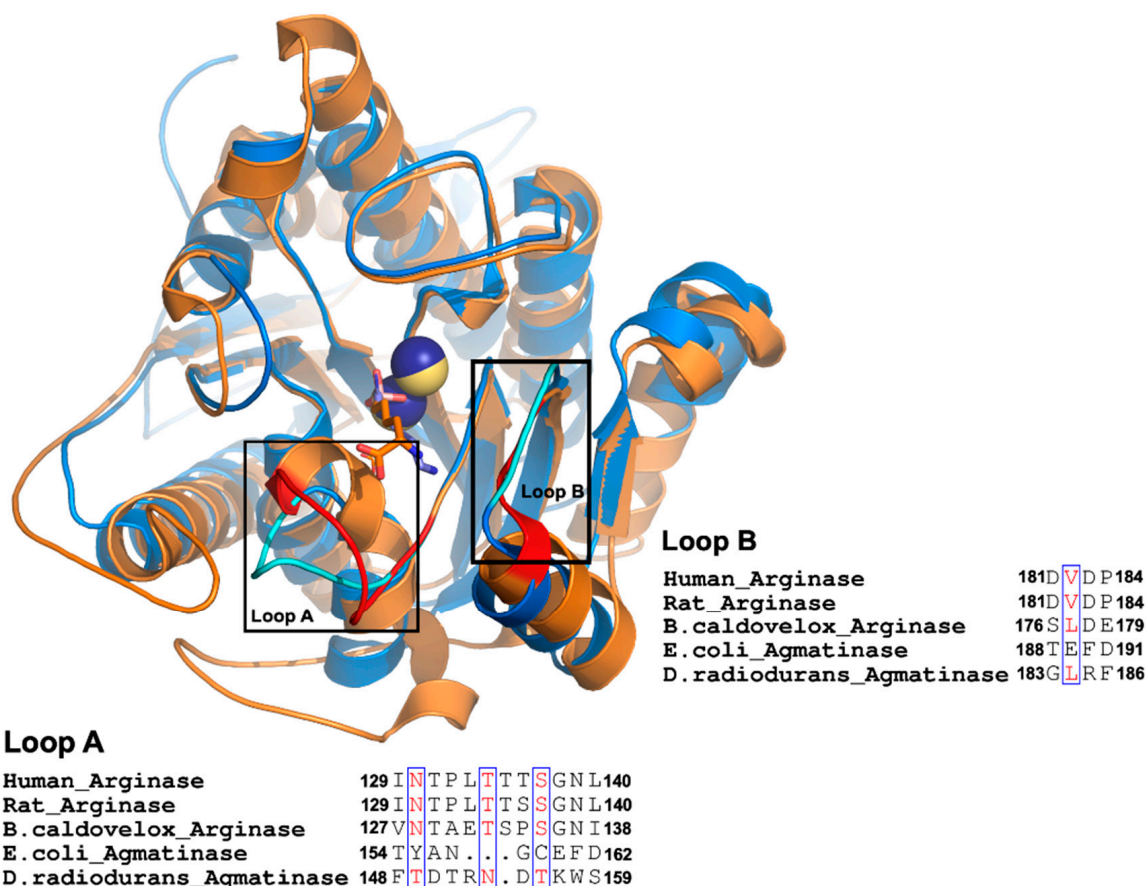 Loop B
Loop A
Loop B
Human_Arginase 181DVDP184
Rat_Arginase 181DVDP184
B.caldovelox_Arginase 176SLDE179
E.coli_Agmatinase 188TEFD191
D.radiodurans_Agmatinase 183GLRF186
Loop A
Human_Arginase 129INTPLTTTSGNL140
Rat_Arginase 129INTPLTTSSGNL140
B.caldovelox_Arginase 127VNTAETSPSGNI138
E.coli_Agmatinase 154TYAN...GCEFD162
D.radiodurans_Agmatinase 148FTDTRN.DTKWS159